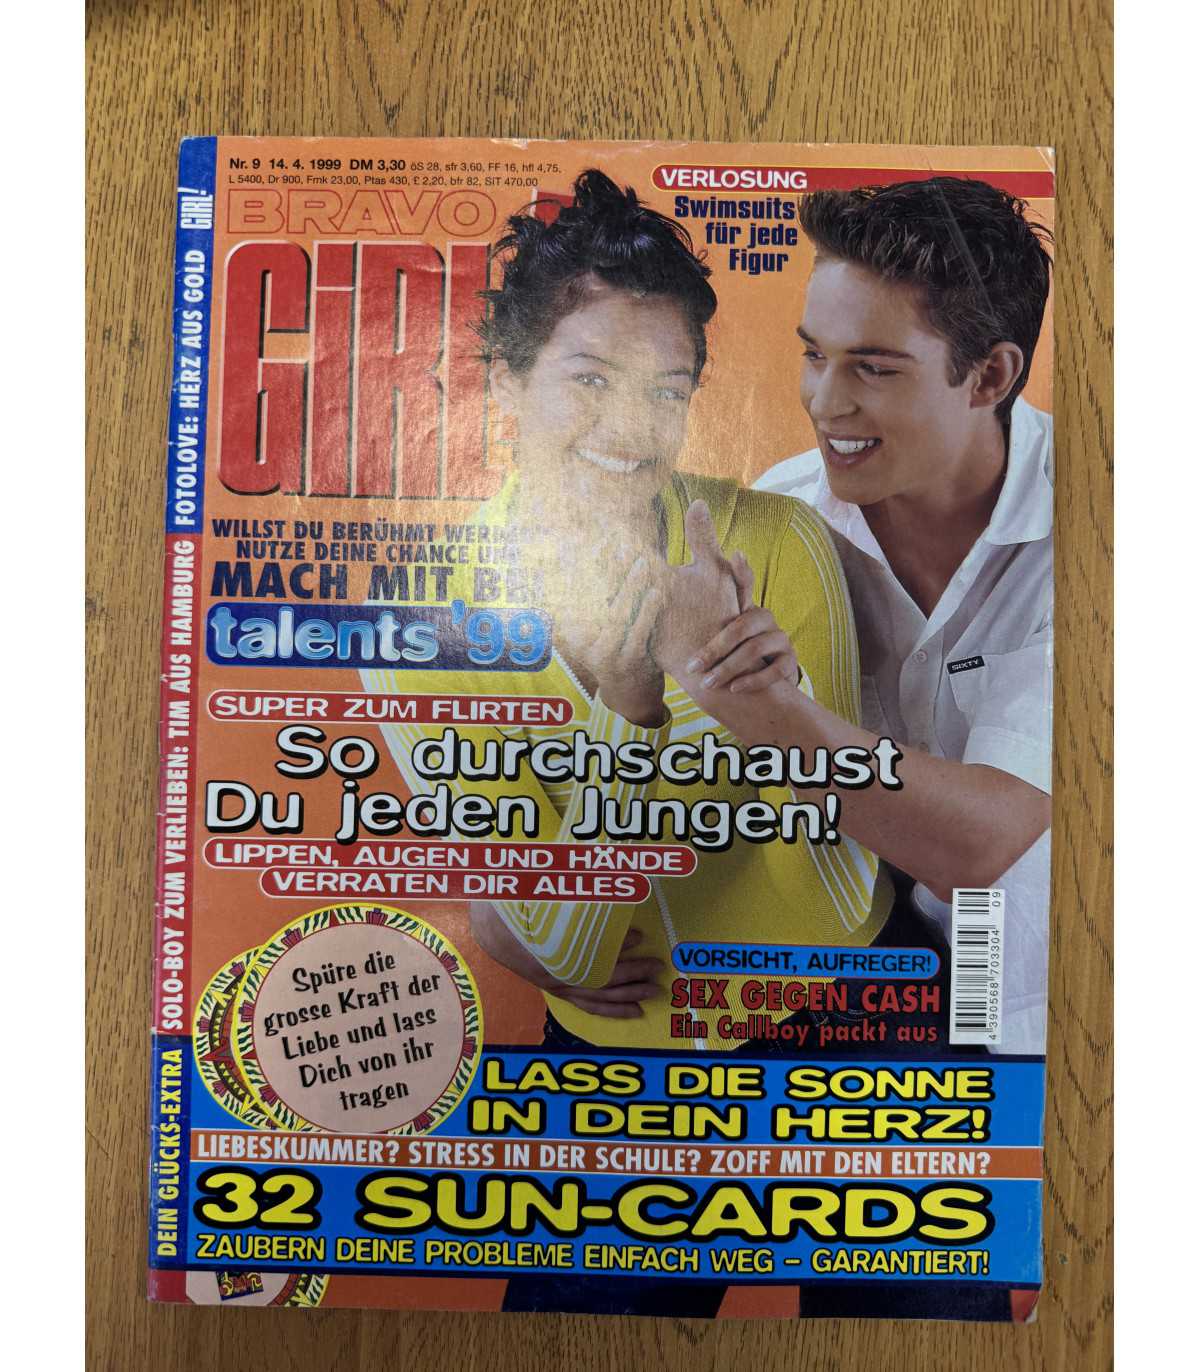 Nr. 9 14. 4. 1999 DM 3,30 öS 28, sfr 3,60, FF 16, hfl 4,75,
L 5400, Dr 900, Fmk 23,00, Ptas 430, £ 2,20, bfr 82, SIT 470,00
BRAVO
GiRL
VERLOSUNG
Swimsuits
für jede
Figur
WILLST DU BERÜHMT WERDEN?
NUTZE DEINE CHANCE UND
MACH MIT BEI
talents '99
SIXTY
SUPER ZUM FLIRTEN
So durchschaust
Du jeden Jungen!
LIPPEN, AUGEN UND HÄNDE
VERRATEN DIR ALLES
Spüre die
grosse Kraft der
Liebe und lass
Dich von ihr
tragen
VORSICHT, AUFREGER!
SEX GEGEN CASH
Ein Callboy packt aus
4 390568 703304 09
LASS DIE SONNE
IN DEIN HERZ!
LIEBESKUMMER? STRESS IN DER SCHULE? ZOFF MIT DEN ELTERN?
32 SUN-CARDS
ZAUBERN DEINE PROBLEME EINFACH WEG – GARANTIERT!
DEIN GLÜCKS-EXTRA SOLO-BOY ZUM VERLIEBEN: TIM AUS HAMBURG FOTOLOVE: HERZ AUS GOLD GiRL!